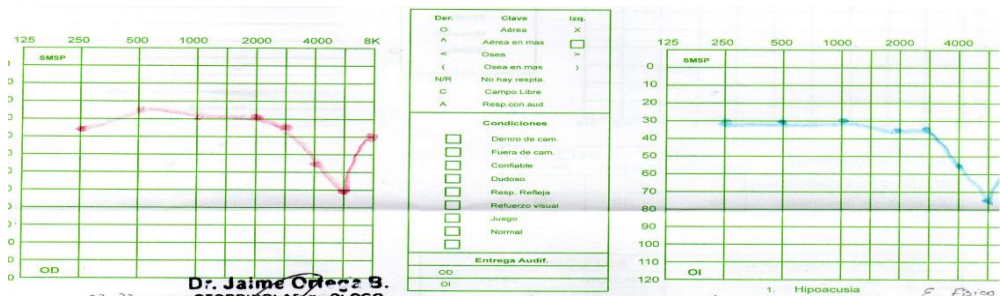 Der. Clave Izq.
O Aérea X
^ Aérea en mas
< Osea >
( Osea en mas )
N/R No hay respta.
C Campo Libre
A Resp.con.aud
125 250 500 1000 2000 4000 8K
SMSP
OD
Condiciones
Dentro de cam.
Fuera de cam.
Confiable
Dudoso
Resp. Refleja
Refuerzo visual
Juego
Normal
Entrega Audif.
OD
OI
125 250 500 1000 2000 4000
SMSP
0
10
20
30
40
50
60
70
80
90
100
110
120
OI
Dr. Jaime Ortega B.
1. Hipoacusia